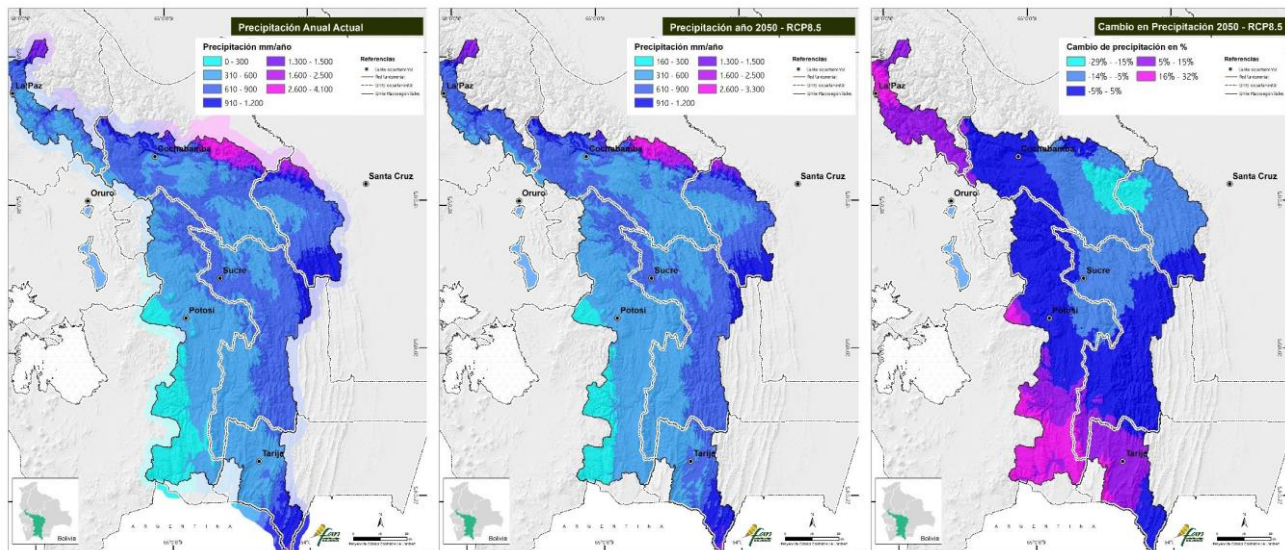 Precipitación Anual Actual
Precipitación mm/año
0 - 300
310 - 600
610 - 900
910 - 1.200
1.300 - 1.500
1.600 - 2.500
2.600 - 4.100
Referencias
La Paz
Cochabamba
Santa Cruz
Oruro
Sucre
Potosí
Tarija
ARGENTINA
Bolivia
fan
Precipitación año 2050 - RCP8.5
Precipitación mm/año
160 - 300
310 - 600
610 - 900
910 - 1.200
1.300 - 1.500
1.600 - 2.500
2.600 - 3.300
Referencias
La Paz
Cochabamba
Santa Cruz
Oruro
Sucre
Potosí
Tarija
ARGENTINA
Bolivia
fan
Cambio en Precipitación 2050 - RCP8.5
Cambio de precipitación en %
-29% - -15%
-14% - -5%
-5% - 5%
5% - 15%
16% - 32%
Referencias
La Paz
Cochabamba
Santa Cruz
Oruro
Sucre
Potosí
Tarija
ARGENTINA
Bolivia
fan